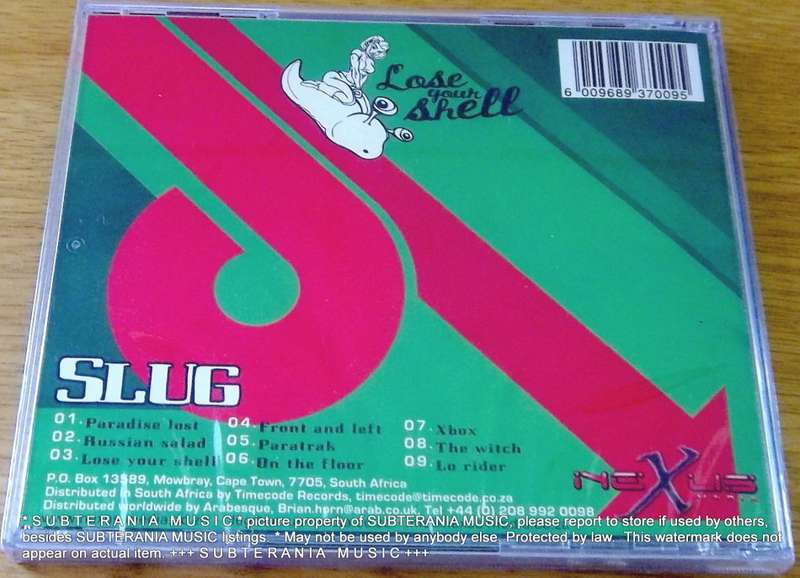 Lose
your
shell
6 009689 370095
SLUG
01. Paradise lost
02. Russian salad
03. Lose your shell
04. Front and left
05. Paratrak
06. On the floor
07. Xbox
08. The witch
09. Lo rider
NEXUS
P.O. Box 13589, Mowbray, Cape Town, 7705, South Africa
Distributed in South Africa by Timecode Records, timecode@timecode.co.za
Distributed worldwide by Arabesque, Brian.hprn@arab.co.uk, Tel +44 (0) 208 992 0098
* S U B T E R A N I A M U S I C * picture property of SUBTERANIA MUSIC, please report to store if used by others,
besides SUBTERANIA MUSIC listings. * May not be used by anybody else. Protected by law. This watermark does not
appear on actual item. +++ S U B T E R A N I A M U S I C +++